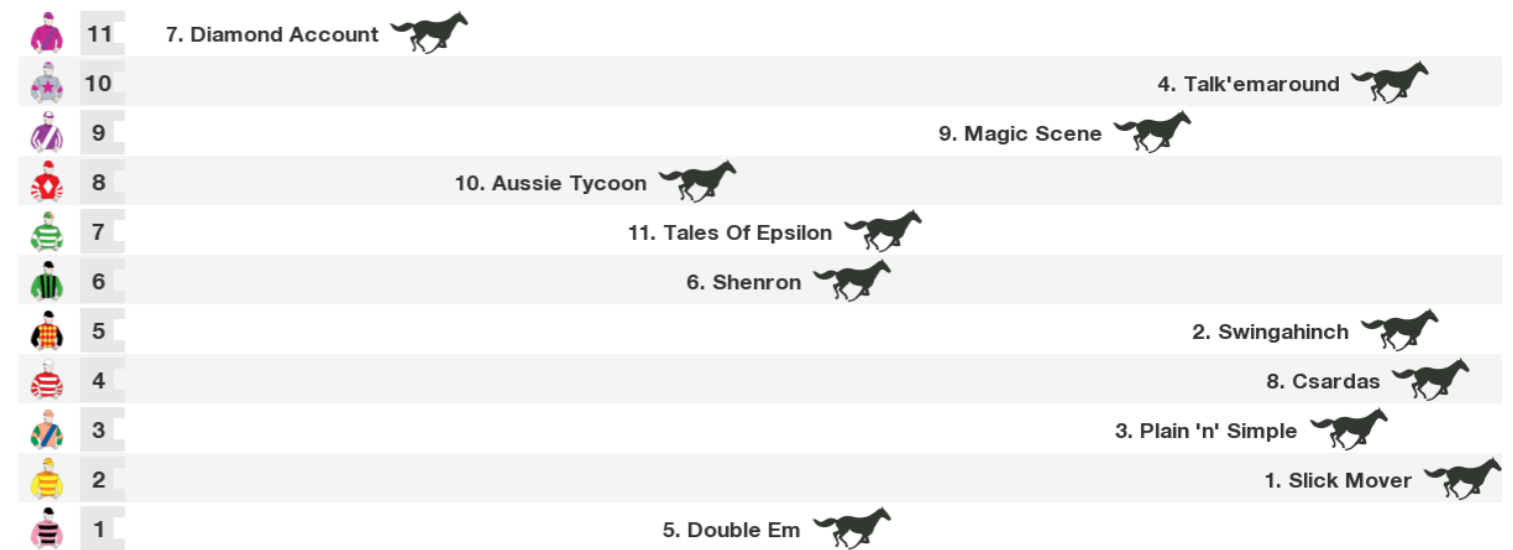 11 7. Diamond Account
10 4. Talk'emaround
9 9. Magic Scene
8 10. Aussie Tycoon
7 11. Tales Of Epsilon
6 6. Shenron
5 2. Swingahinch
4 8. Csardas
3 3. Plain 'n' Simple
2 1. Slick Mover
1 5. Double Em